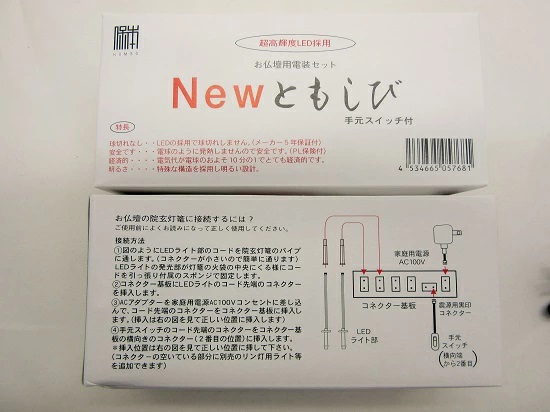 保本
HOMBO
超高輝度LED採用
お仏壇用電装セット
Newともしび
手元スイッチ付
特長
球切れなし・・・LEDの採用で球切れしません。(メーカー5年保証付)
安全です・・・・電球のように発熱しませんので安全です。(PL保険付)
経済的・・・・・電気代が電球のおよそ10分の1でとても経済的です。
明るさ・・・・・特殊な構造を採用し明るい設計。
4 534665 057681
お仏壇の院玄灯篭に接続するには?
ご使用前によくお読みになって正しくご使用ください。
接続方法
①図のようにLEDライト部のコードを院玄灯篭のパイプ
に通します。(コネクターが小さいので簡単に通ります)
LEDライトの発光部が灯篭の火袋の中央にくる様にコー
ドを引っ張り付属のスポンジで固定します。
②コネクター基板にLEDライトのコード先端のコネクター
を挿入します。
③ACアダプターを家庭用電源AC100Vコンセントに差し込
んで、コード先端のコネクターをコネクター基板に挿入し
ます。(挿入は右の図を見て正しい位置に挿入します)
④手元スイッチのコード先端のコネクターをコネクター基
板の横向きのコネクター(2番目の位置)に挿入します。
*挿入位置は右の図を見て正しい位置に挿して下さい。
(コネクターの空いている部分に別売のリン灯用ライト等
を追加できます)
家庭用電源
AC100V
コネクター基板
電源用黒印
コネクター
LED
ライト部
手元
スイッチ
(横向端
から2番目)